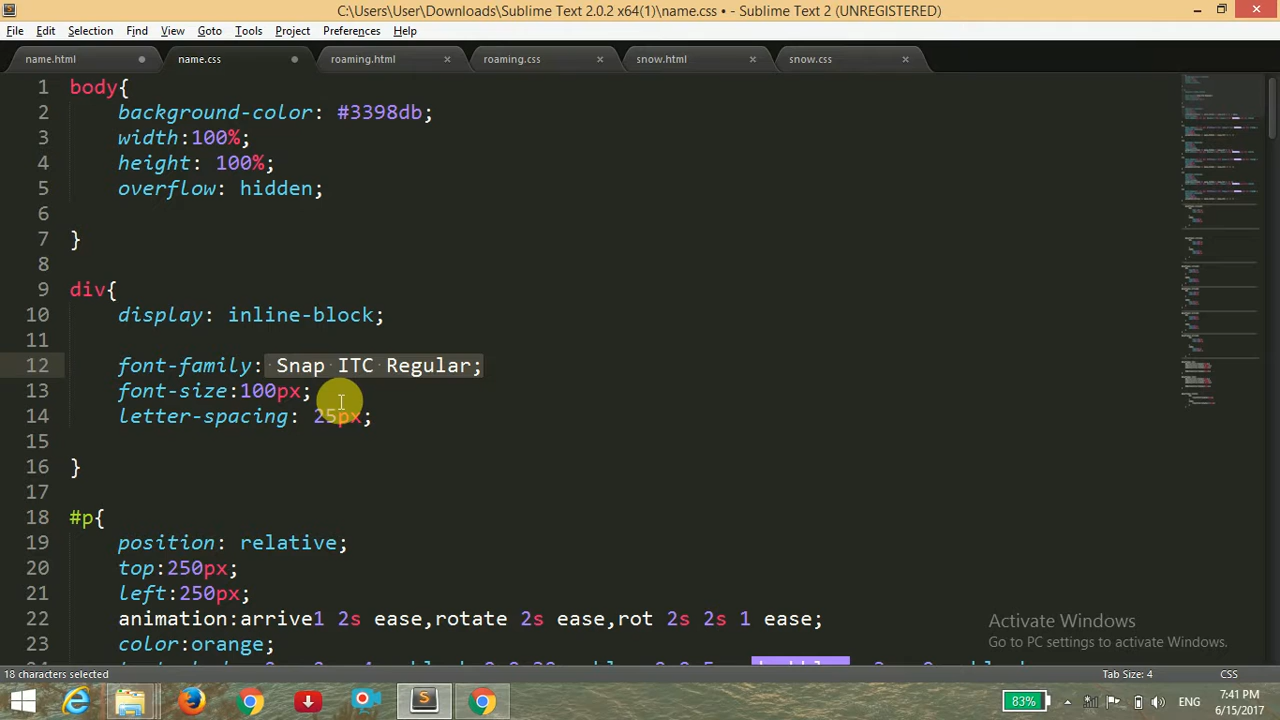 C:\Users\User\Downloads\Sublime Text 2.0.2 x64(1)\name.css • - Sublime Text 2 (UNREGISTERED)
File Edit Selection Find View Goto Tools Project Preferences Help
name.html name.css roaming.html roaming.css snow.html snow.css
1 body{
2 background-color: #3398db;
3 width:100%;
4 height: 100%;
5 overflow: hidden;
6
7 }
8
9 div{
10 display: inline-block;
11
12 font-family: Snap ITC Regular;
13 font-size:100px;
14 letter-spacing: 25px;
15
16 }
17
18 #p{
19 position: relative;
20 top:250px;
21 left:250px;
22 animation:arrive1 2s ease,rotate 2s ease,rot 2s 2s 1 ease;
23 color:orange;
Activate Windows
Go to PC settings to activate Windows.
18 characters selected Tab Size: 4 CSS
83% ENG 7:41 PM
6/15/2017